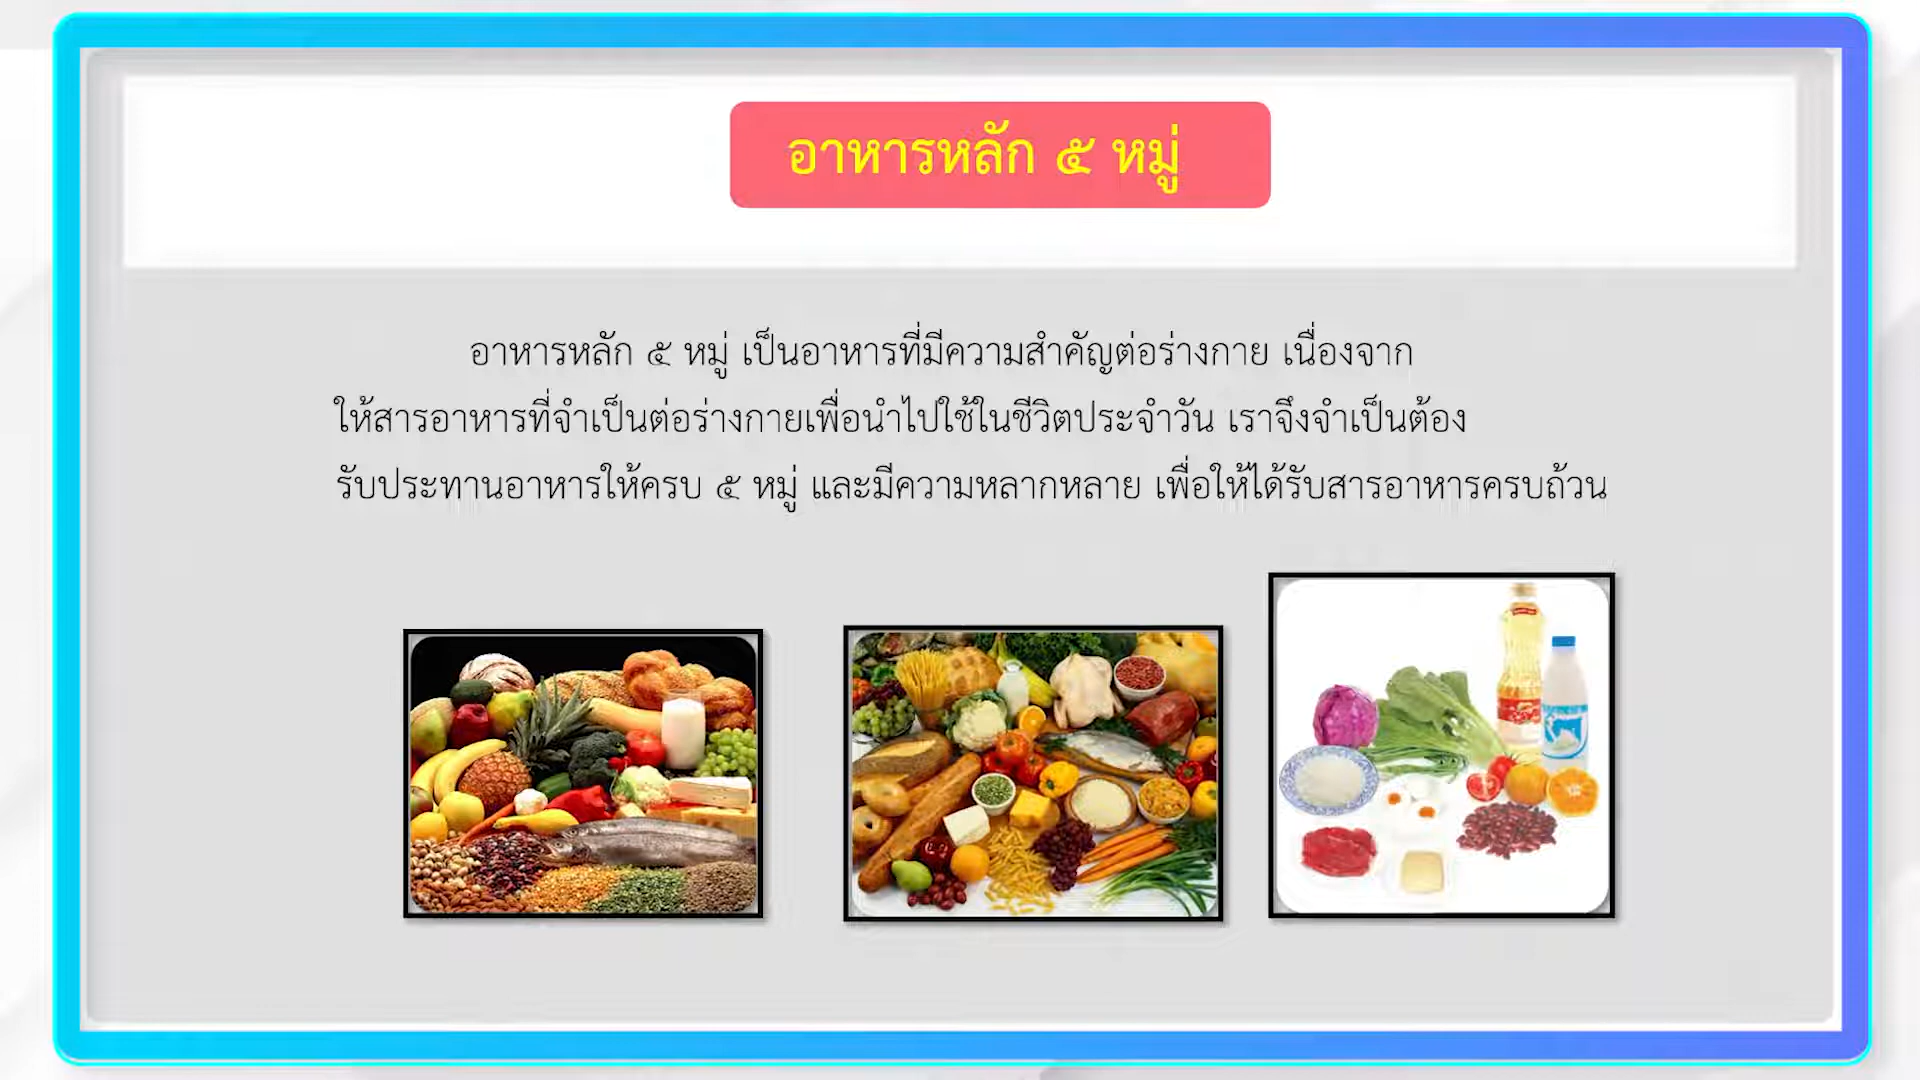 อาหารหลัก ๕ หมู่
อาหารหลัก ๕ หมู่ เป็นอาหารที่มีความสำคัญต่อร่างกาย เนื่องจาก
ให้สารอาหารที่จำเป็นต่อร่างกายเพื่อนำไปใช้ในชีวิตประจำวัน เราจึงจำเป็นต้อง
รับประทานอาหารให้ครบ ๕ หมู่ และมีความหลากหลาย เพื่อให้ได้รับสารอาหารครบถ้วน